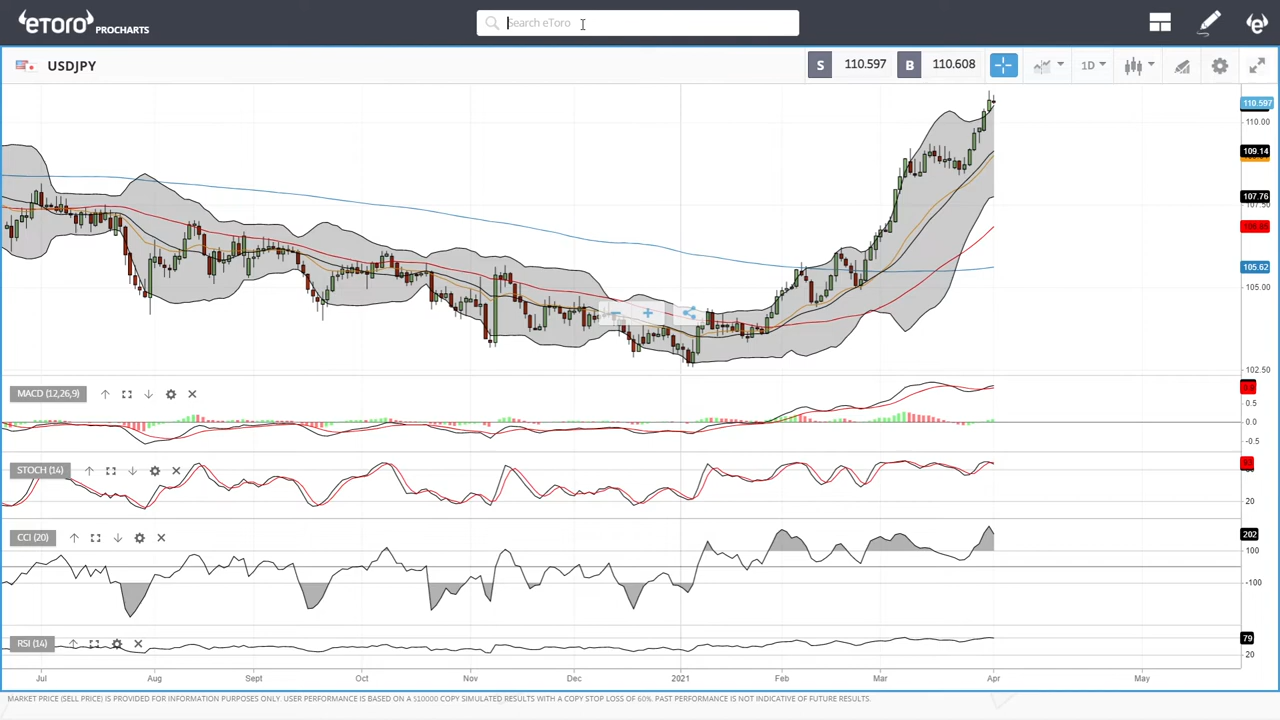 eToro PROCHARTS
Search eToro
USDJPY
S 110.597 B 110.608
1D
110.597
110.00
109.14
107.76
107.50
105.62
105.00
102.50
MACD (12,26,9)
0.5
0.0
-0.5
STOCH (14)
93
20
CCI (20)
202
100
-100
RSI (14)
79
20
Jul Aug Sept Oct Nov Dec 2021 Feb Mar Apr May
MARKET PRICE (SELL PRICE) IS PROVIDED FOR INFORMATION PURPOSES ONLY. USER PERFORMANCE IS BASED ON A $10000 COPY SIMULATED RESULTS WITH A COPY STOP LOSS OF 60%. PAST PERFORMANCE IS NOT INDICATIVE OF FUTURE RESULTS.